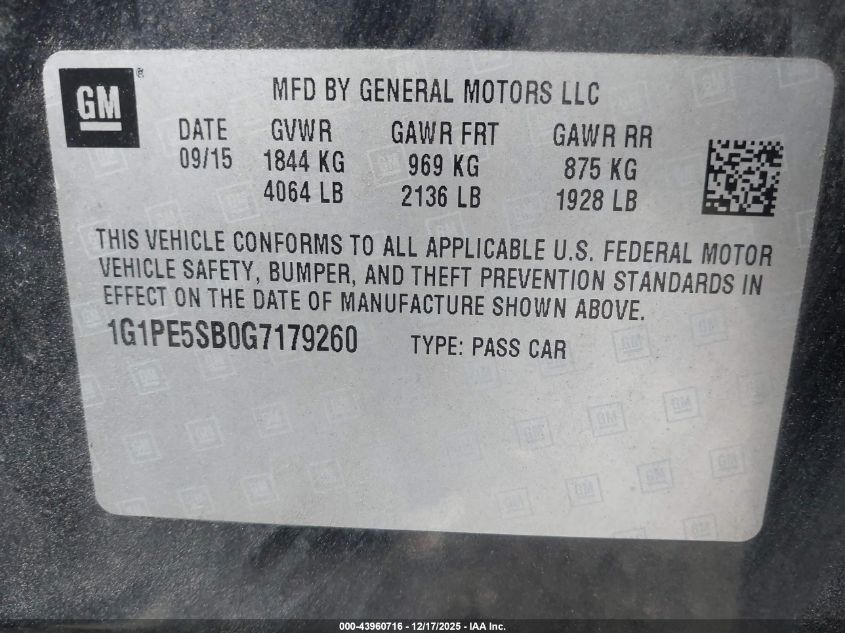 GM ®
MFD BY GENERAL MOTORS LLC
DATE GVWR GAWR FRT GAWR RR
09/15 1844 KG 969 KG 875 KG
4064 LB 2136 LB 1928 LB
THIS VEHICLE CONFORMS TO ALL APPLICABLE U.S. FEDERAL MOTOR
VEHICLE SAFETY, BUMPER, AND THEFT PREVENTION STANDARDS IN
EFFECT ON THE DATE OF MANUFACTURE SHOWN ABOVE.
1G1PE5SB0G7179260 TYPE: PASS CAR
000-43960716 - 12/17/2025 - IAA Inc.